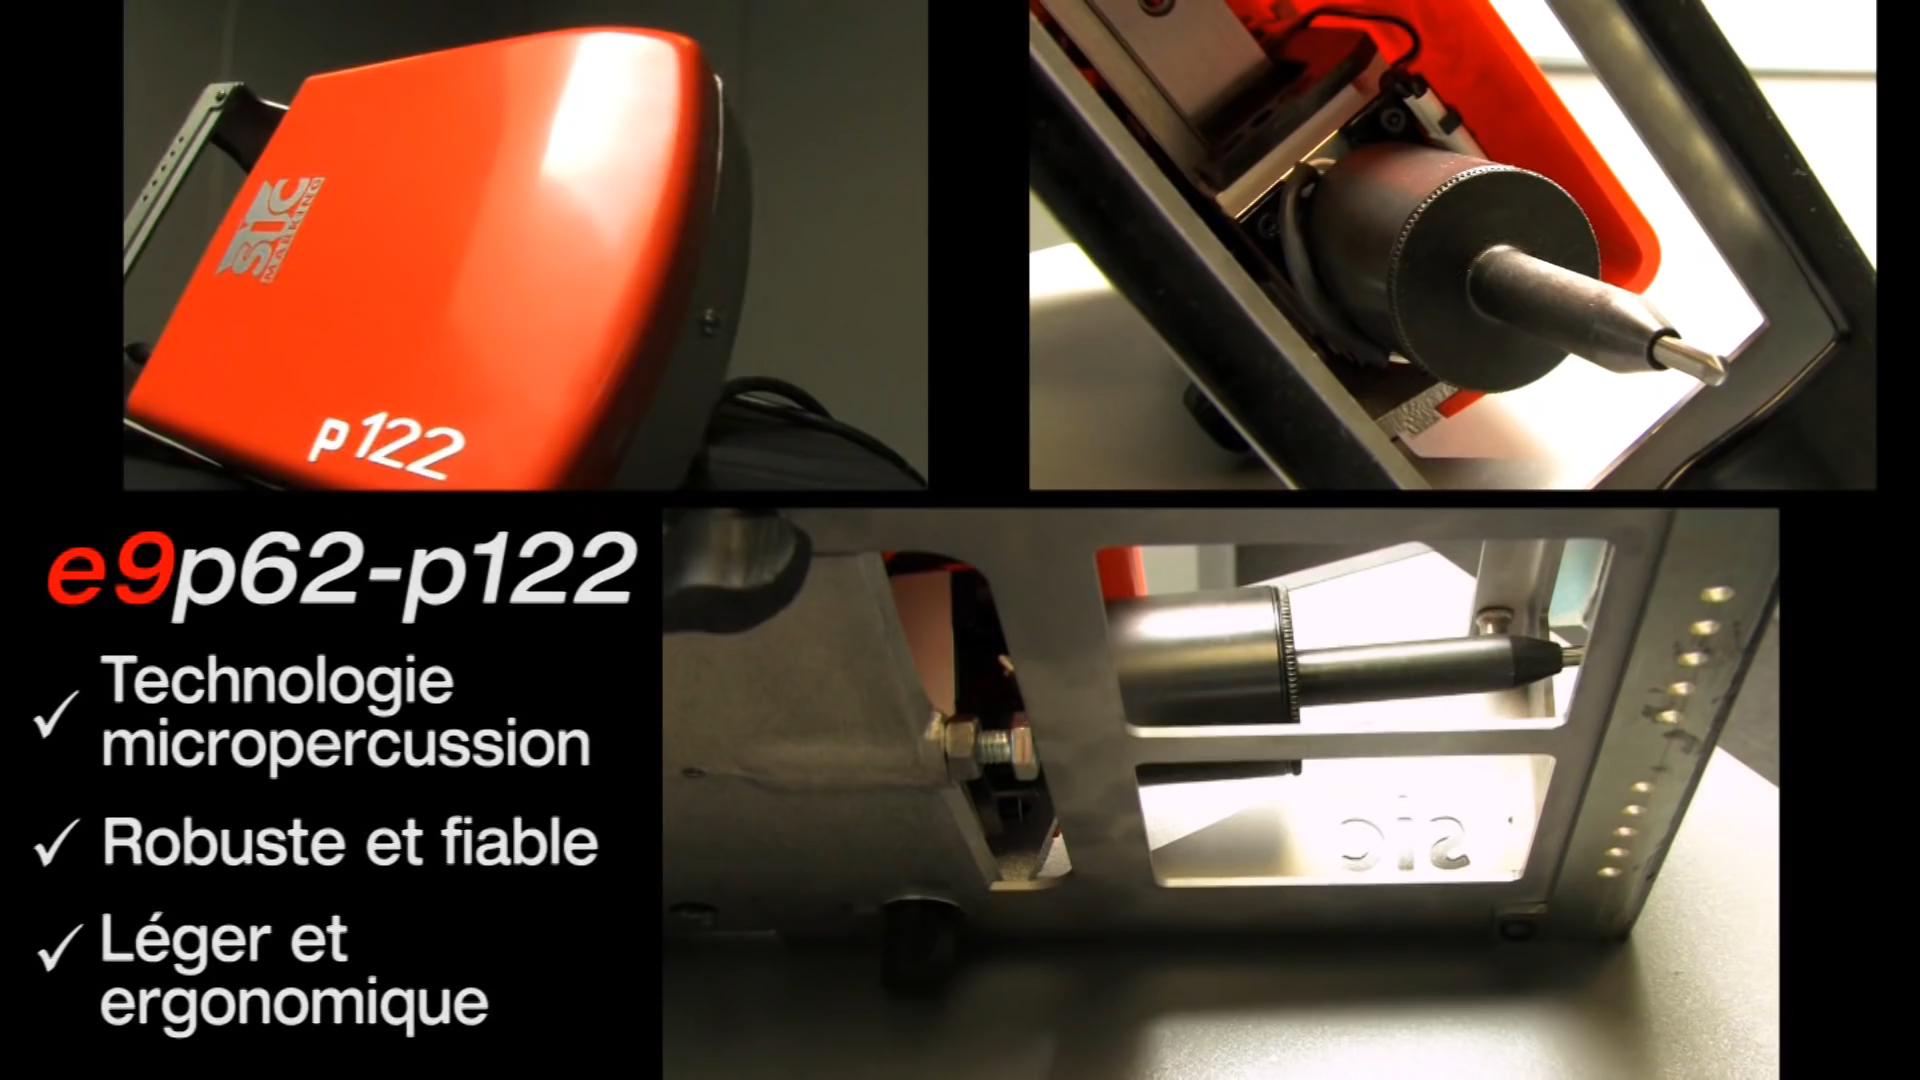 SIC
MARKING
p122
e9p62-p122
✓ Technologie
micropercussion
✓ Robuste et fiable
✓ Léger et
ergonomique
SIC